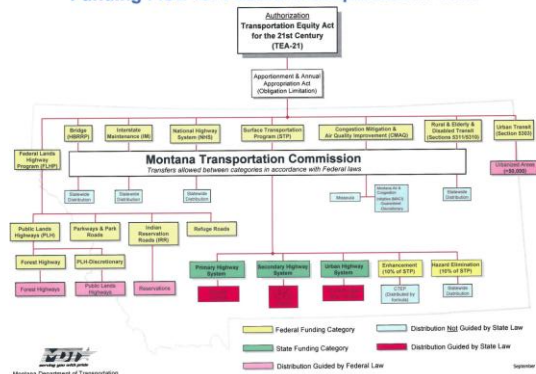 Authorization
Transportation Equity Act
for the 21st Century
(TEA-21)
Apportionment & Annual
Appropriation Act
(Obligation Limitation)
Federal Lands
Highway
Program (FLHP)
Bridge
(HBRRP)
Interstate
Maintenance (IM)
National Highway
System (NHS)
Surface Transportation
Program (STP)
Congestion Mitigation &
Air Quality Improvement (CMAQ)
Rural & Elderly &
Disabled Transit
(Sections 5311/5310)
Urban Transit
(Section 5303)
Urbanized Areas
(>50,000)
Montana Transportation Commission
Transfers allowed between categories in accordance with Federal laws
Statewide
Distribution
Statewide
Distribution
Statewide
Distribution
Missoula
Statewide
Distribution
Public Lands
Highways (PLH)
Parkways & Park
Roads
Indian
Reservation
Roads (IRR)
Refuge Roads
Forest Highway
PLH-Discretionary
Forest Highways
Public Lands
Highways
Reservations
Primary Highway
System
Secondary Highway
System
Urban Highway
System
Enhancement
(10% of STP)
Hazard Elimination
(10% of STP)
CTEP
(Distributed by
formula)
Statewide
Distribution
Federal Funding Category
State Funding Category
Distribution Guided by Federal Law
Distribution Not Guided by State Law
Distribution Guided by State Law
MDT
serving you with pride
Montana Department of Transportation
September